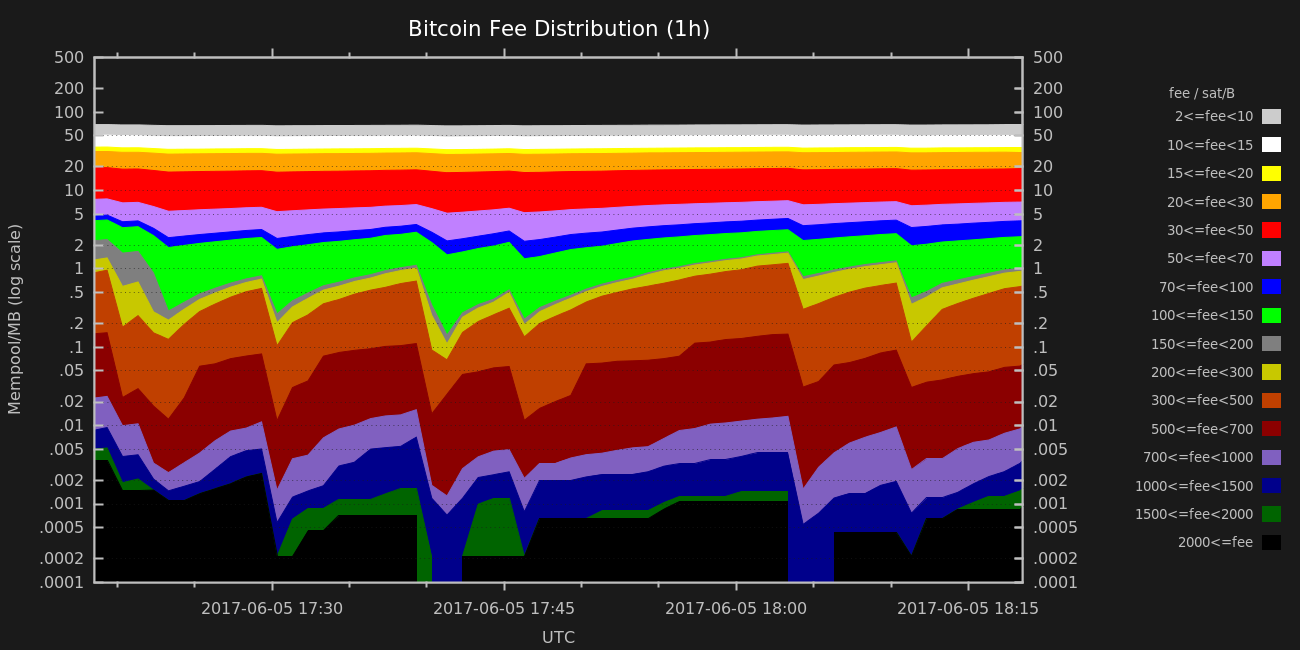 Bitcoin Fee Distribution (1h)
500
200
100
50
20
10
5
2
1
.5
.2
.1
.05
.02
.01
.005
.002
.001
.0005
.0002
.0001
Mempool/MB (log scale)
500
200
100
50
20
10
5
2
1
.5
.2
.1
.05
.02
.01
.005
.002
.001
.0005
.0002
.0001
fee / sat/B
2<=fee<10
10<=fee<15
15<=fee<20
20<=fee<30
30<=fee<50
50<=fee<70
70<=fee<100
100<=fee<150
150<=fee<200
200<=fee<300
300<=fee<500
500<=fee<700
700<=fee<1000
1000<=fee<1500
1500<=fee<2000
2000<=fee
2017-06-05 17:30
2017-06-05 17:45
2017-06-05 18:00
2017-06-05 18:15
UTC